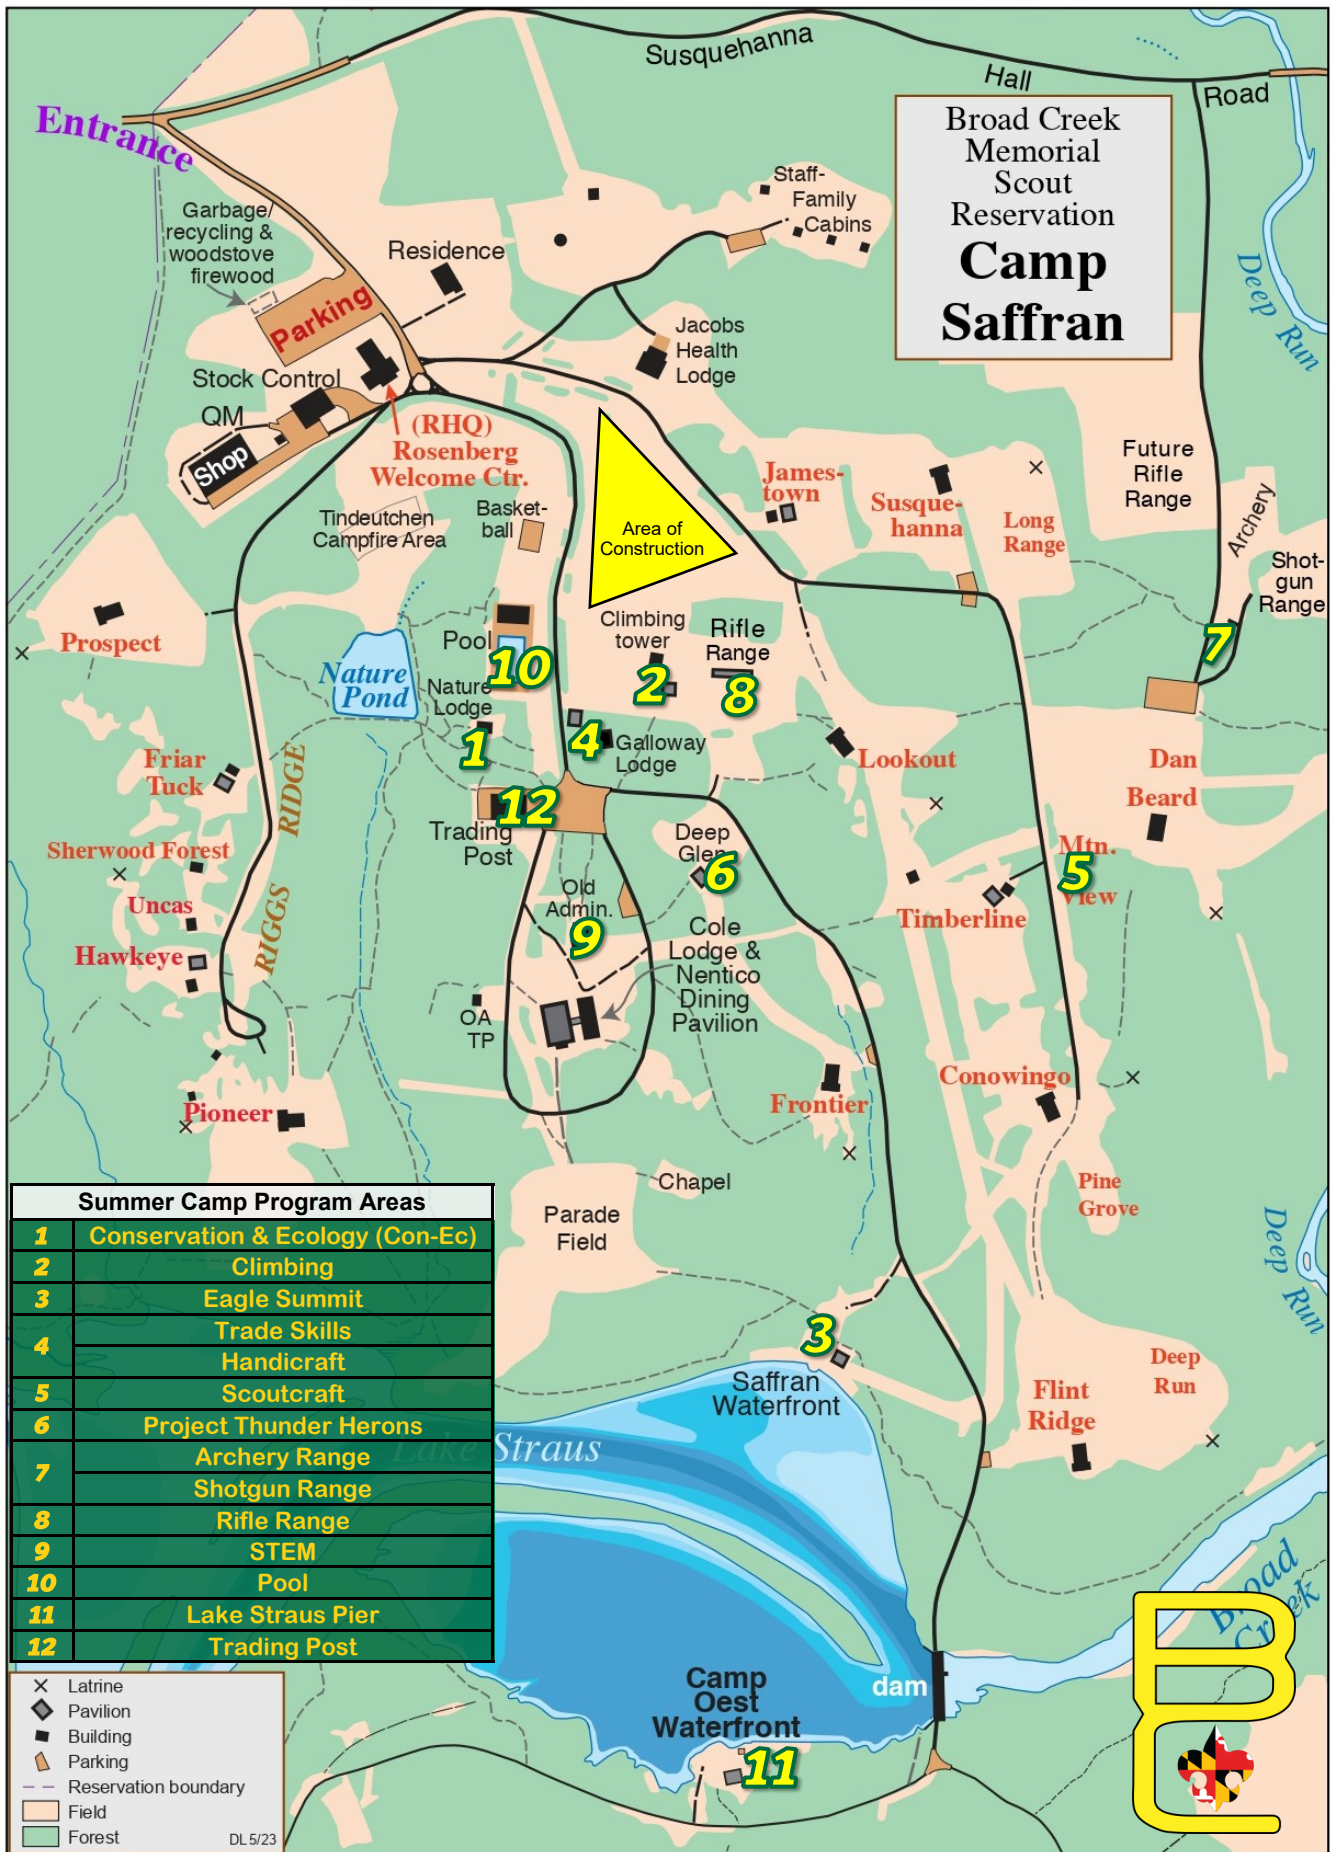 Susquehanna
Hall
Road
Entrance
Broad Creek
Memorial
Scout
Reservation
Camp
Saffran
Staff-
Family
Cabins
Garbage/
recycling &
woodstove
firewood
Residence
Parking
Deep Run
Jacobs
Health
Lodge
Stock Control
QM
Shop
(RHQ)
Rosenberg
Welcome Ctr.
Future
Rifle
Range
Archery
Shot-
gun
Range
7
James-
town
Susque-
hanna
Long
Range
Tindeutchen
Campfire Area
Basket-
ball
Area of
Construction
Prospect
Pool
10
Climbing
tower
2
Rifle
Range
8
Nature
Pond
Nature
Lodge
1
4
Galloway
Lodge
Lookout
Dan
Beard
Friar
Tuck
RIDGE
RIGGS
12
Trading
Post
Deep
Glen
6
Mtn.
View
5
Sherwood Forest
Uncas
Hawkeye
Old
Admin.
9
Timberline
Cole
Lodge &
Nentico
Dining
Pavilion
OA
TP
Conowingo
Frontier
Pioneer
Chapel
Pine
Grove
Parade
Field
Deep Run
3
Saffran
Waterfront
Deep
Run
Flint
Ridge
Lake Straus
Summer Camp Program Areas
1 Conservation & Ecology (Con-Ec)
2 Climbing
3 Eagle Summit
4 Trade Skills
Handicraft
5 Scoutcraft
6 Project Thunder Herons
7 Archery Range
Shotgun Range
8 Rifle Range
9 STEM
10 Pool
11 Lake Straus Pier
12 Trading Post
Broad
Creek
dam
Camp
Oest
Waterfront
11
Latrine
Pavilion
Building
Parking
Reservation boundary
Field
Forest
DL 5/23
BC